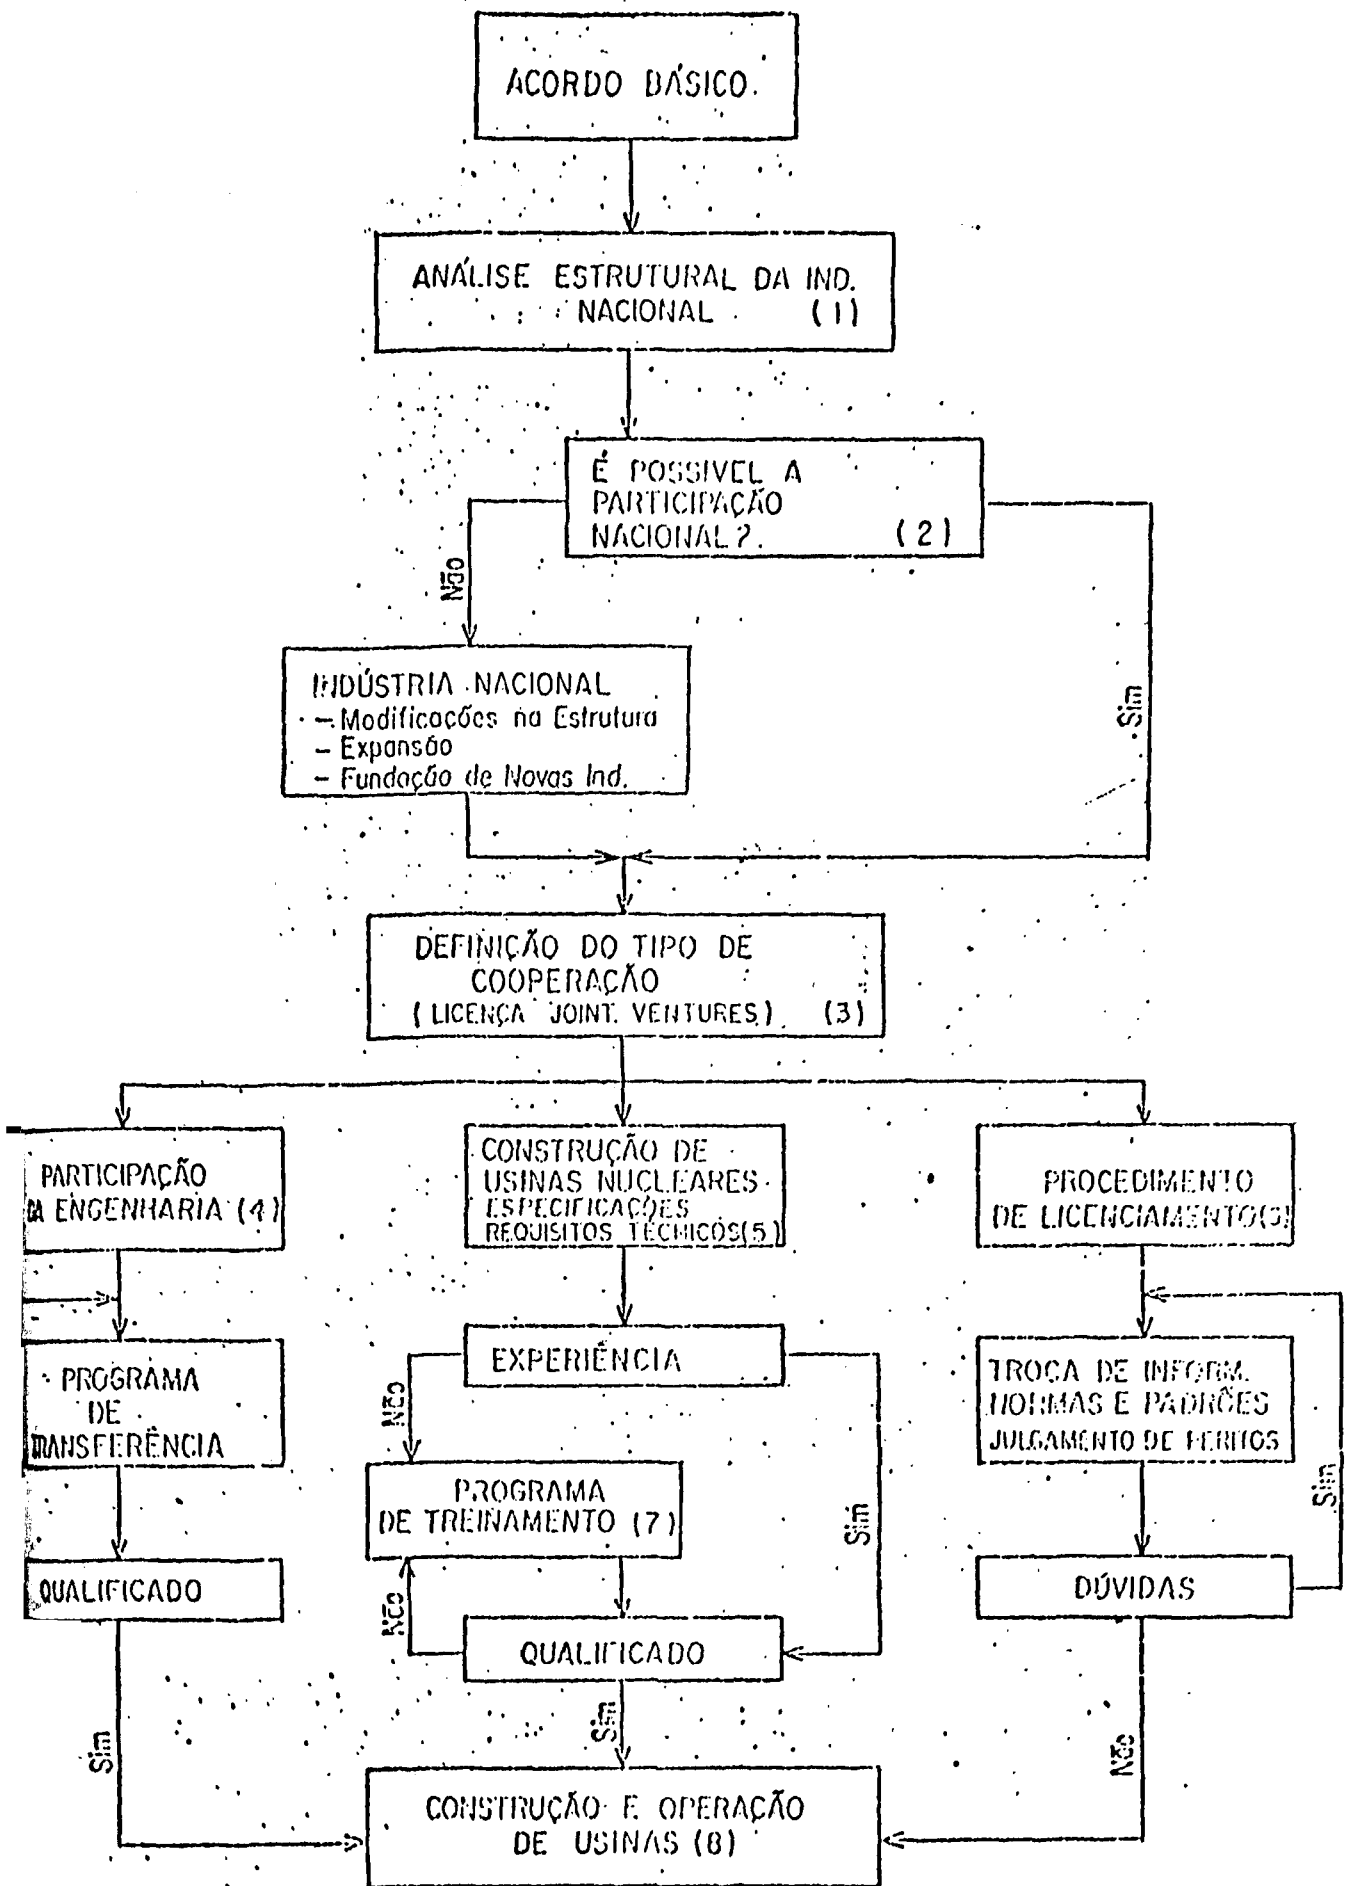 ACORDO BÁSICO.
ANÁLISE ESTRUTURAL DA IND.
NACIONAL (1)
É POSSIVEL A
PARTICIPAÇÃO
NACIONAL?. (2)
Não
Sim
INDÚSTRIA NACIONAL
- Modificações na Estrutura
- Expansão
- Fundação de Novas Ind.
DEFINIÇÃO DO TIPO DE
COOPERAÇÃO
(LICENÇA JOINT. VENTURES) (3)
PARTICIPAÇÃO
DA ENGENHARIA (4)
CONSTRUÇÃO DE
USINAS NUCLEARES
ESPECIFICAÇÕES
REQUISITOS TÉCNICOS (5)
PROCEDIMENTO
DE LICENCIAMENTO
PROGRAMA
DE
TRANSFERÊNCIA
EXPERIÊNCIA
Não
Sim
TROCA DE INFORM.
NORMAS E PADRÕES
JULGAMENTO DE PERITOS
Sim
PROGRAMA
DE TREINAMENTO (7)
QUALIFICADO
Não
QUALIFICADO
DÚVIDAS
Sim
Sim
Não
CONSTRUÇÃO E OPERAÇÃO
DE USINAS (8)